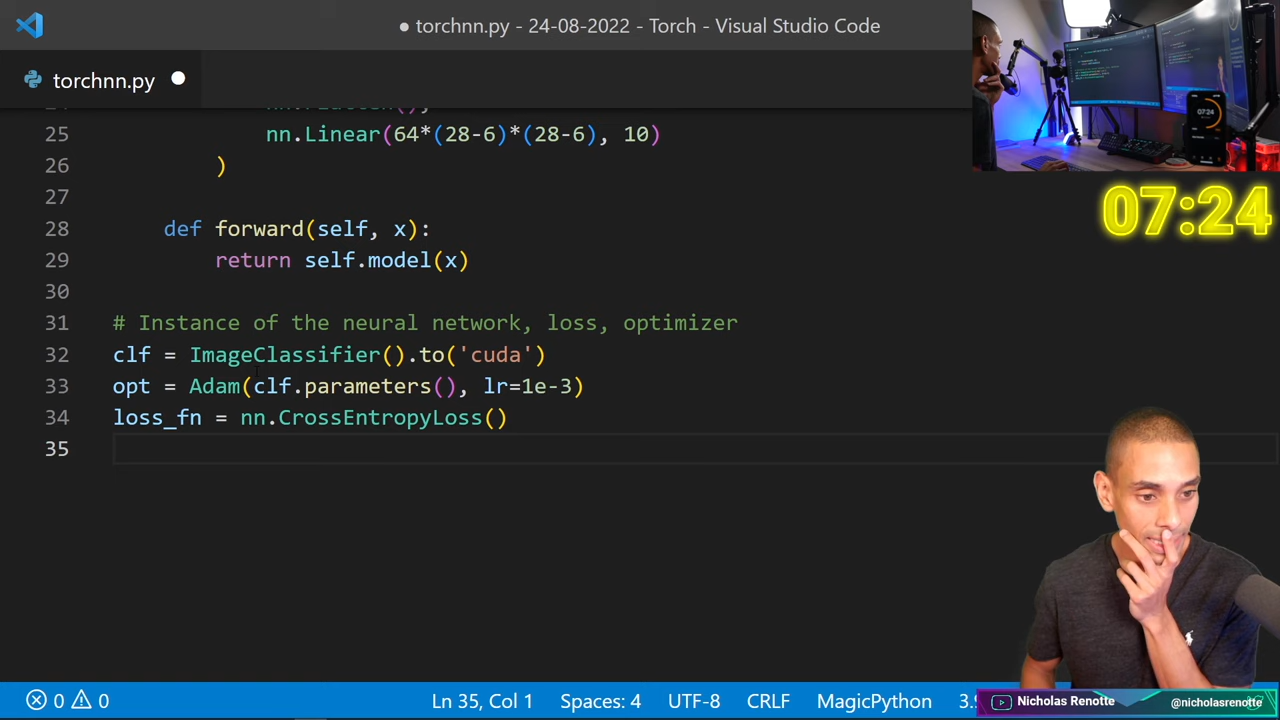 torchnn.py - 24-08-2022 - Torch - Visual Studio Code
torchnn.py
07:24
25 nn.Linear(64*(28-6)*(28-6), 10)
26 )
27
28 def forward(self, x):
29 return self.model(x)
30
31 # Instance of the neural network, loss, optimizer
32 clf = ImageClassifier().to('cuda')
33 opt = Adam(clf.parameters(), lr=1e-3)
34 loss_fn = nn.CrossEntropyLoss()
35
0 0 Ln 35, Col 1 Spaces: 4 UTF-8 CRLF MagicPython
Nicholas Renotte @nicholasrenotte